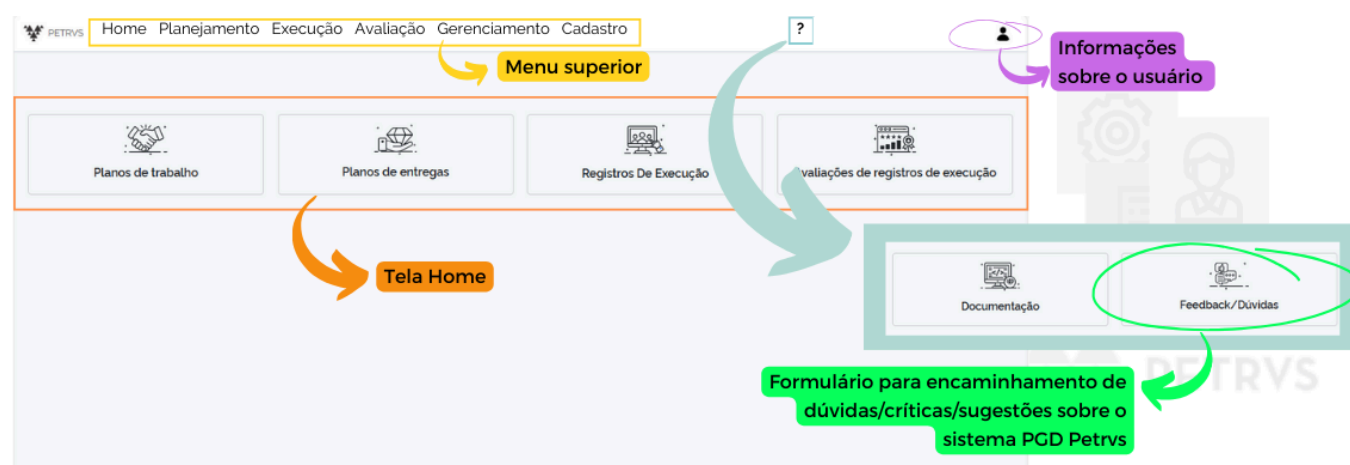 PETRVS Home Planejamento Execução Avaliação Gerenciamento Cadastro ?
Menu superior
Informações
sobre o usuário
Planos de trabalho
Planos de entregas
Registros De Execução
Avaliações de registros de execução
Tela Home
Documentação
Feedback/Dúvidas
PETRVS
Formulário para encaminhamento de
dúvidas/críticas/sugestões sobre o
sistema PGD Petrvs